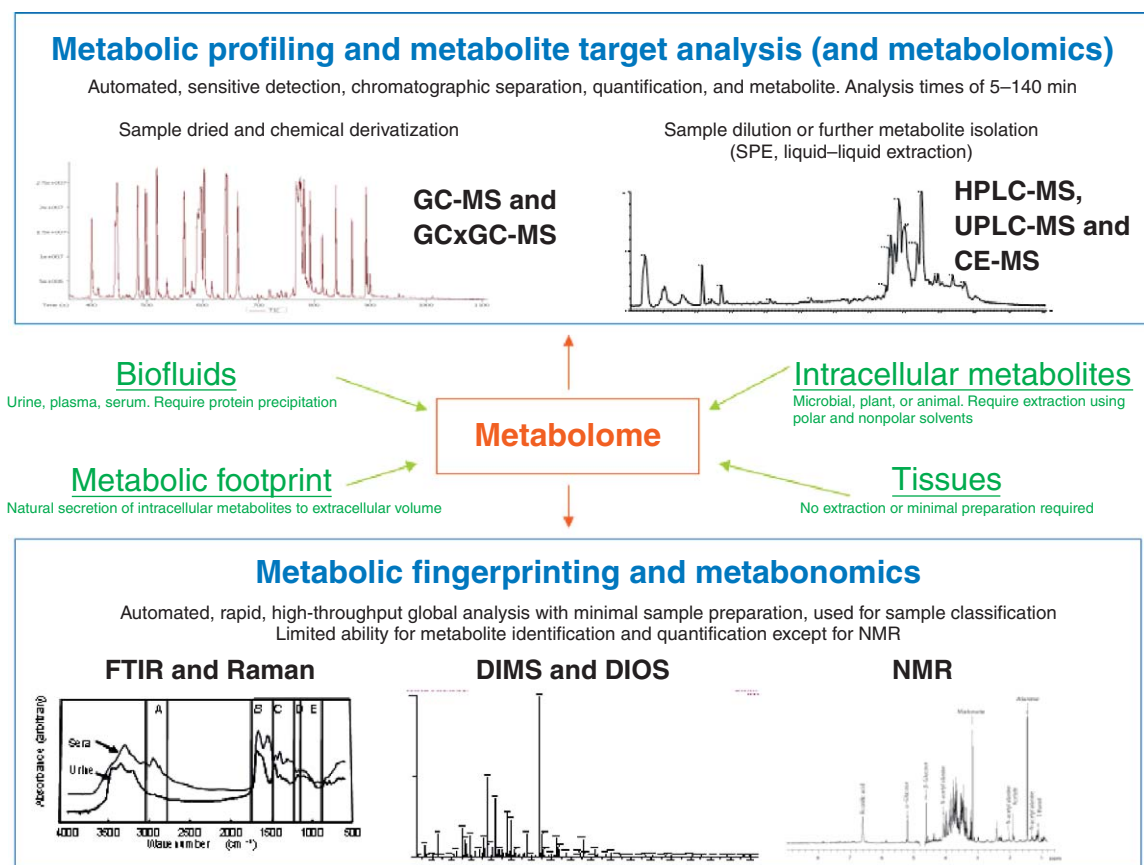 Metabolic profiling and metabolite target analysis (and metabolomics)
Automated, sensitive detection, chromatographic separation, quantification, and metabolite. Analysis times of 5–140 min
Sample dried and chemical derivatization
Sample dilution or further metabolite isolation
(SPE, liquid–liquid extraction)
GC-MS and
GCxGC-MS
HPLC-MS,
UPLC-MS and
CE-MS
Biofluids
Urine, plasma, serum. Require protein precipitation
Intracellular metabolites
Microbial, plant, or animal. Require extraction using
polar and nonpolar solvents
Metabolome
Metabolic footprint
Natural secretion of intracellular metabolites to extracellular volume
Tissues
No extraction or minimal preparation required
Metabolic fingerprinting and metabonomics
Automated, rapid, high-throughput global analysis with minimal sample preparation, used for sample classification
Limited ability for metabolite identification and quantification except for NMR
FTIR and Raman
DIMS and DIOS
NMR
Absorbance (arbitrary)
A B C D E
Sera
Urine
4000 3500 3000 2500 2000 1500 1000 500
Wave number (cm⁻¹)